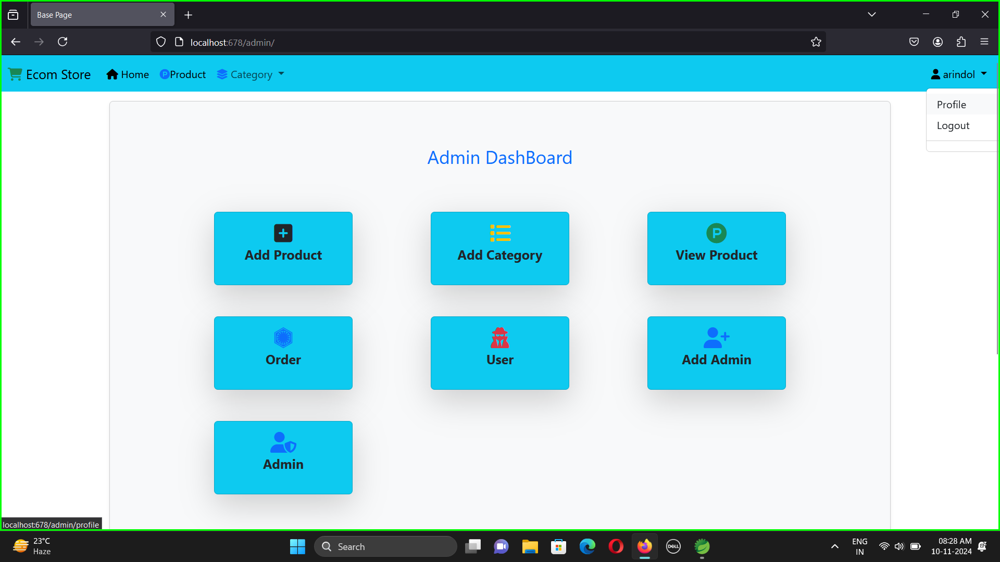 Base Page
localhost:678/admin/
Ecom Store Home Product Category arindol
Profile
Logout
Admin DashBoard
Add Product Add Category View Product
Order User Add Admin
Admin
localhost:678/admin/profile
23°C
Haze
Search
ENG
IN
08:28 AM
10-11-2024